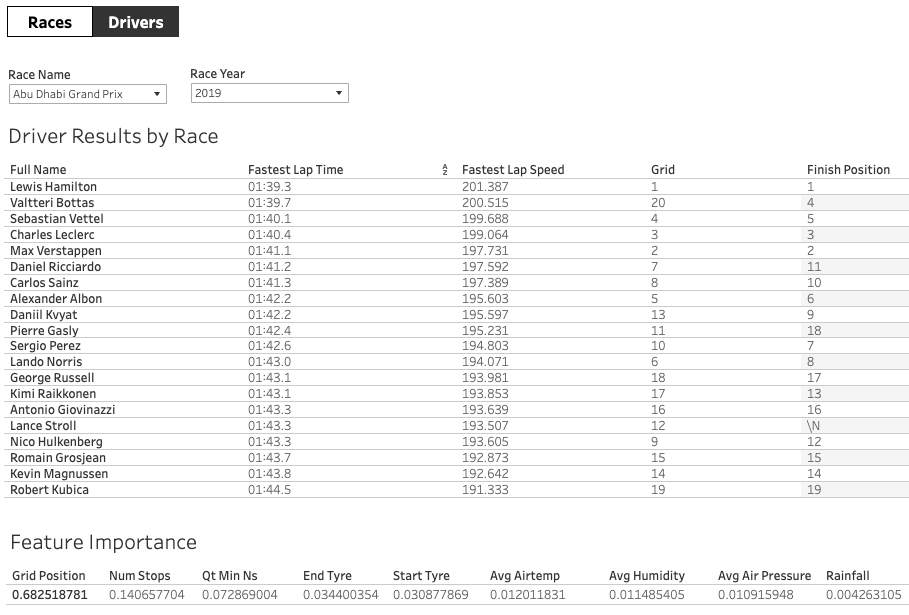 Races Drivers
Race Name Race Year
Abu Dhabi Grand Prix 2019
Driver Results by Race
Full Name Fastest Lap Time A Z Fastest Lap Speed Grid Finish Position
Lewis Hamilton 01:39.3 201.387 1 1
Valtteri Bottas 01:39.7 200.515 20 4
Sebastian Vettel 01:40.1 199.688 4 5
Charles Leclerc 01:40.4 199.064 3 3
Max Verstappen 01:41.1 197.731 2 2
Daniel Ricciardo 01:41.2 197.592 7 11
Carlos Sainz 01:41.3 197.389 8 10
Alexander Albon 01:42.2 195.603 5 6
Daniil Kvyat 01:42.2 195.597 13 9
Pierre Gasly 01:42.4 195.231 11 18
Sergio Perez 01:42.6 194.803 10 7
Lando Norris 01:43.0 194.071 6 8
George Russell 01:43.1 193.981 18 17
Kimi Raikkonen 01:43.1 193.853 17 13
Antonio Giovinazzi 01:43.3 193.639 16 16
Lance Stroll 01:43.3 193.507 12 \N
Nico Hulkenberg 01:43.3 193.605 9 12
Romain Grosjean 01:43.7 192.873 15 15
Kevin Magnussen 01:43.8 192.642 14 14
Robert Kubica 01:44.5 191.333 19 19
Feature Importance
Grid Position Num Stops Qt Min Ns End Tyre Start Tyre Avg Airtemp Avg Humidity Avg Air Pressure Rainfall
0.682518781 0.140657704 0.072869004 0.034400354 0.030877869 0.012011831 0.011485405 0.010915948 0.004263105